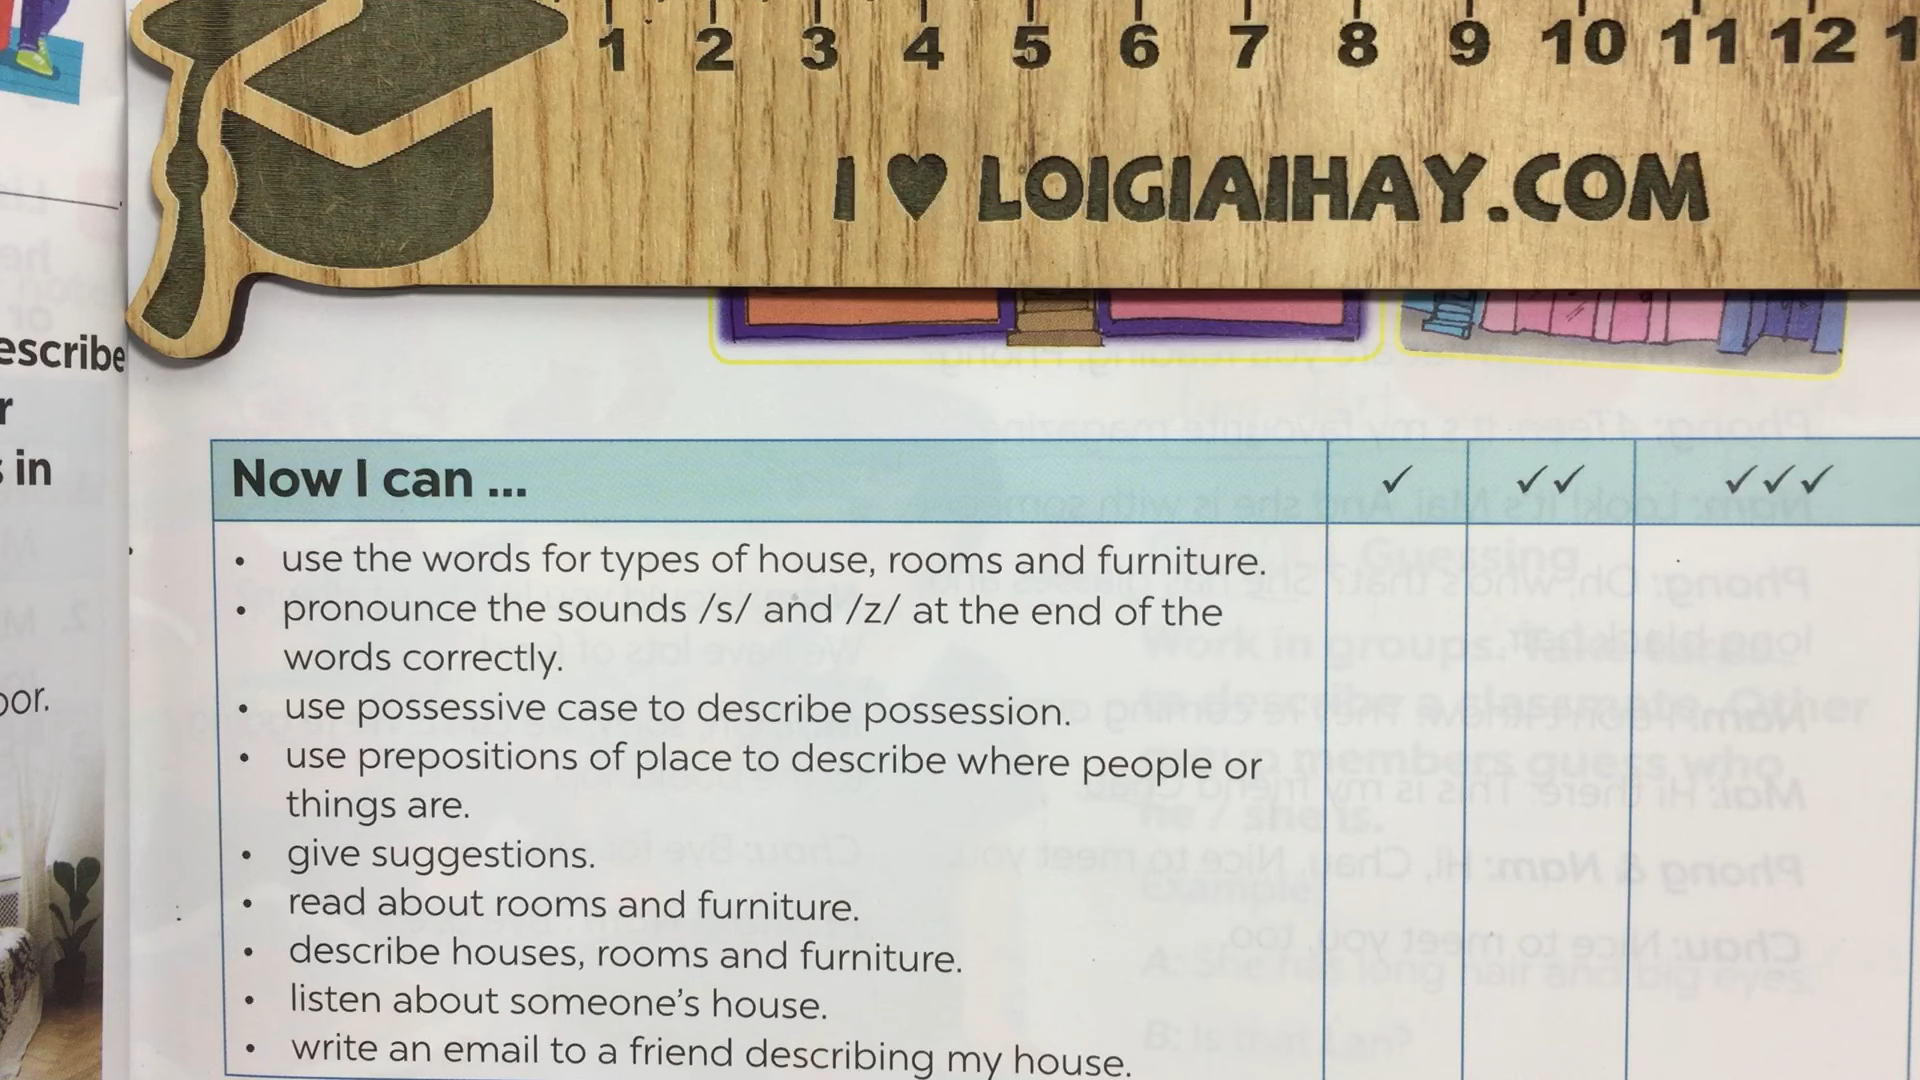 1 2 3 4 5 6 7 8 9 10 11 12 1
I ♥ LOIGIAIHAY.COM
escribe
r
s in
oor.
Now I can ... ✓ ✓✓ ✓✓✓
• use the words for types of house, rooms and furniture.
• pronounce the sounds /s/ and /z/ at the end of the
words correctly.
• use possessive case to describe possession.
• use prepositions of place to describe where people or
things are.
• give suggestions.
• read about rooms and furniture.
• describe houses, rooms and furniture.
• listen about someone's house.
• write an email to a friend describing my house.